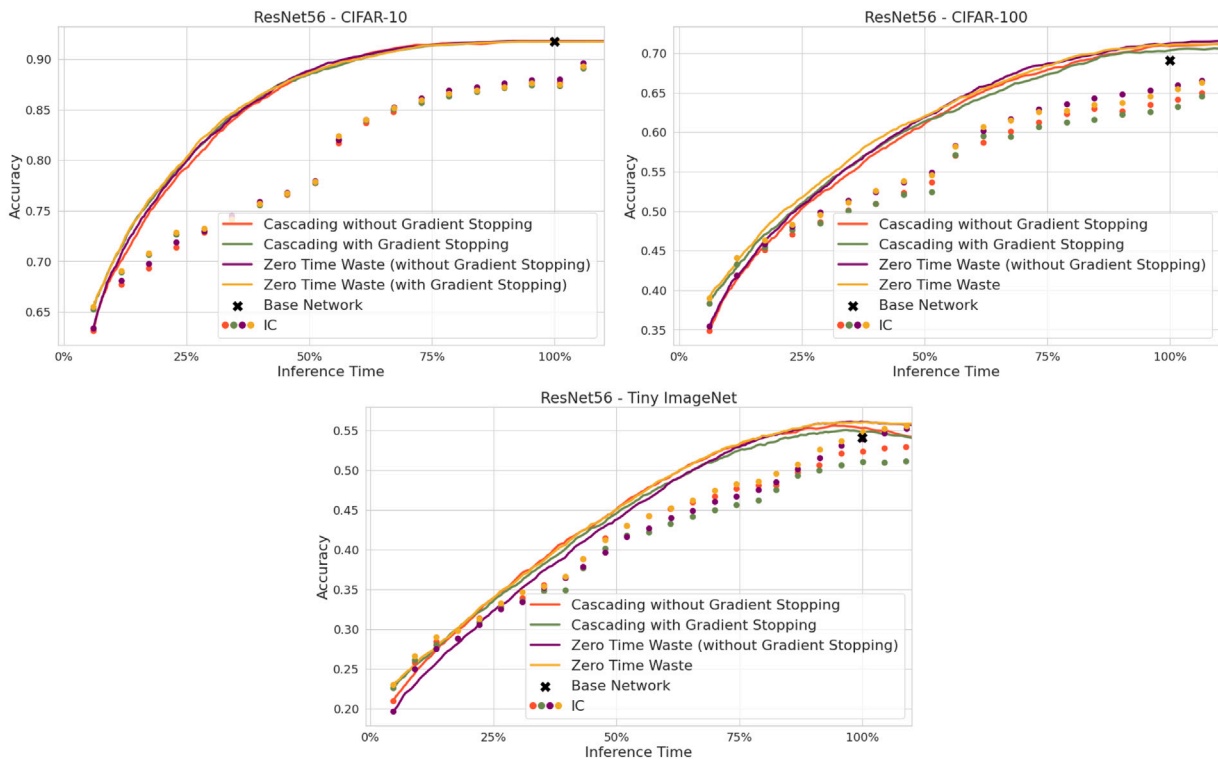 ResNet56 - CIFAR-10
0.90
0.85
0.80
0.75
0.70
0.65
Accuracy
Cascading without Gradient Stopping
Cascading with Gradient Stopping
Zero Time Waste (without Gradient Stopping)
Zero Time Waste (with Gradient Stopping)
Base Network
IC
0% 25% 50% 75% 100%
Inference Time
ResNet56 - CIFAR-100
0.70
0.65
0.60
0.55
0.50
0.45
0.40
0.35
Accuracy
Cascading without Gradient Stopping
Cascading with Gradient Stopping
Zero Time Waste (without Gradient Stopping)
Zero Time Waste
Base Network
IC
0% 25% 50% 75% 100%
Inference Time
ResNet56 - Tiny ImageNet
0.55
0.50
0.45
0.40
0.35
0.30
0.25
0.20
Accuracy
Cascading without Gradient Stopping
Cascading with Gradient Stopping
Zero Time Waste (without Gradient Stopping)
Zero Time Waste
Base Network
IC
0% 25% 50% 75% 100%
Inference Time